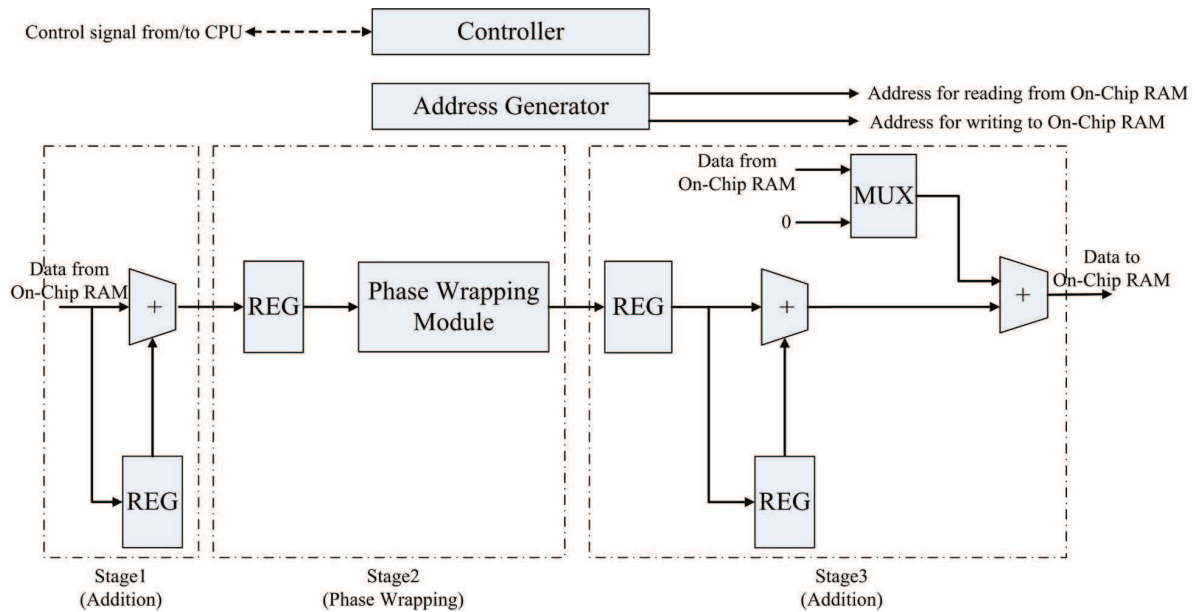 Control signal from/to CPU
Controller
Address Generator
Address for reading from On-Chip RAM
Address for writing to On-Chip RAM
Data from
On-Chip RAM
0
MUX
Data from
On-Chip RAM
+
REG
Phase Wrapping
Module
REG
+
+
Data to
On-Chip RAM
REG
REG
Stage1
(Addition)
Stage2
(Phase Wrapping)
Stage3
(Addition)